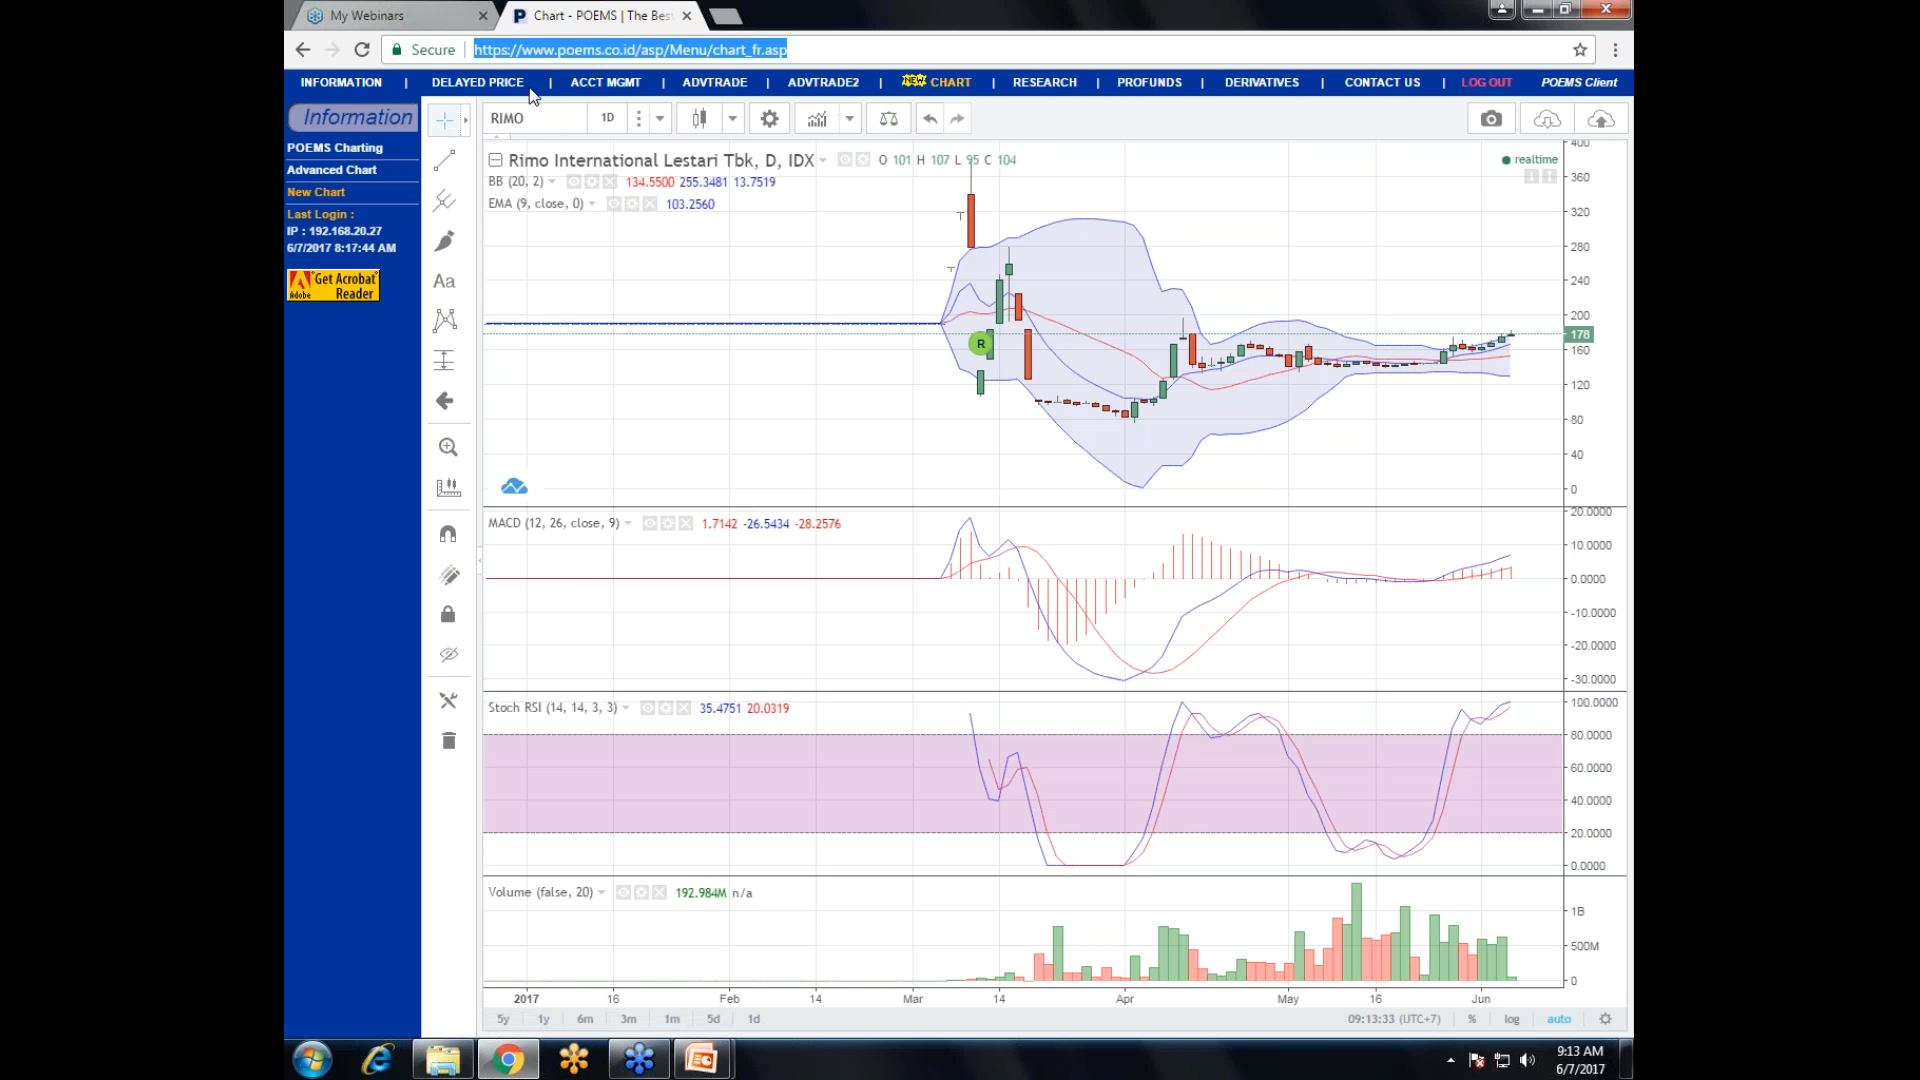 My Webinars
Chart - POEMS | The Bes
Secure
https://www.poems.co.id/asp/Menu/chart_fr.asp
INFORMATION | DELAYED PRICE | ACCT MGMT | ADVTRADE | ADVTRADE2 | NEW CHART | RESEARCH | PROFUNDS | DERIVATIVES | CONTACT US | LOG OUT POEMS Client
Information
POEMS Charting
Advanced Chart
New Chart
Last Login :
IP : 192.168.20.27
6/7/2017 8:17:44 AM
Get Acrobat
Adobe Reader
RIMO 1D
Aa
Rimo International Lestari Tbk, D, IDX O 101 H 107 L 95 C 104
realtime
BB (20, 2) 134.5500 255.3481 13.7519
EMA (9, close, 0) 103.2560
T
T
R
400
360
320
280
240
200
178
160
120
80
40
0
MACD (12, 26, close, 9) 1.7142 -26.5434 -28.2576
20.0000
10.0000
0.0000
-10.0000
-20.0000
-30.0000
Stoch RSI (14, 14, 3, 3) 35.4751 20.0319
100.0000
80.0000
60.0000
40.0000
20.0000
0.0000
Volume (false, 20) 192.984M n/a
1B
500M
0
2017 16 Feb 14 Mar 14 Apr May 16 Jun
5y 1y 6m 3m 1m 5d 1d
09:13:33 (UTC+7) % log auto
9:13 AM
6/7/2017